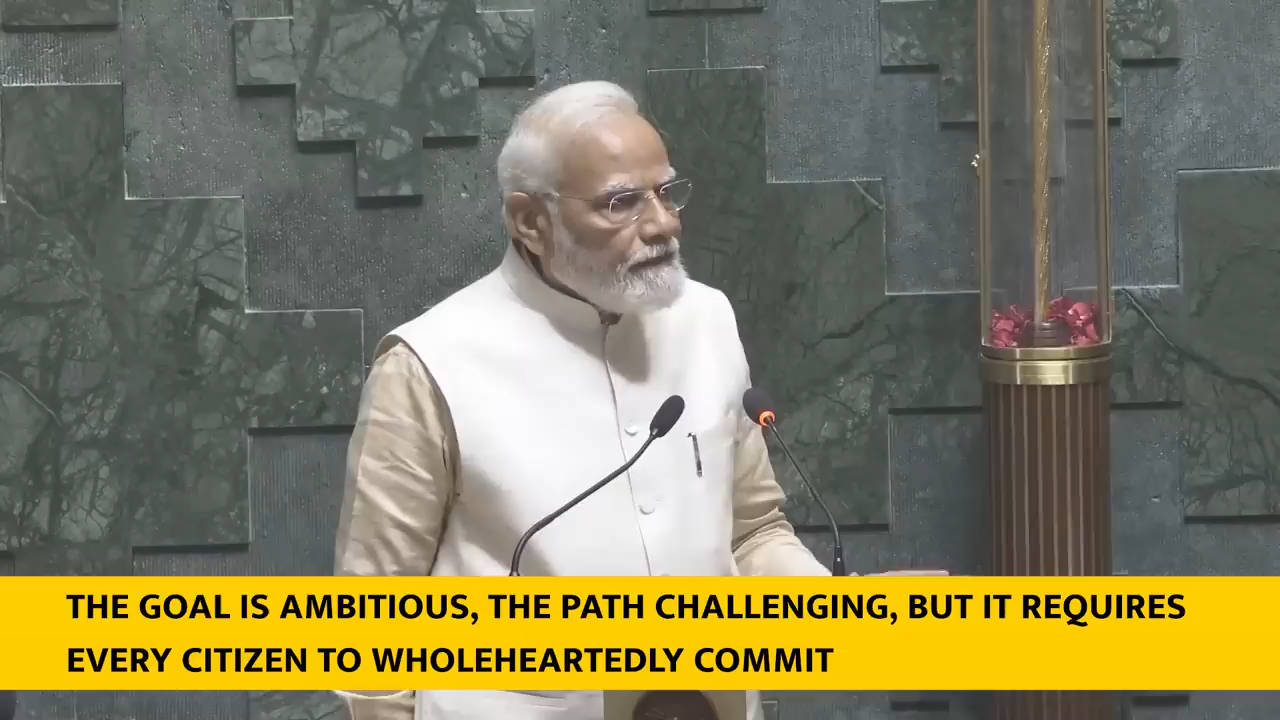 THE GOAL IS AMBITIOUS, THE PATH CHALLENGING, BUT IT REQUIRES
EVERY CITIZEN TO WHOLEHEARTEDLY COMMIT